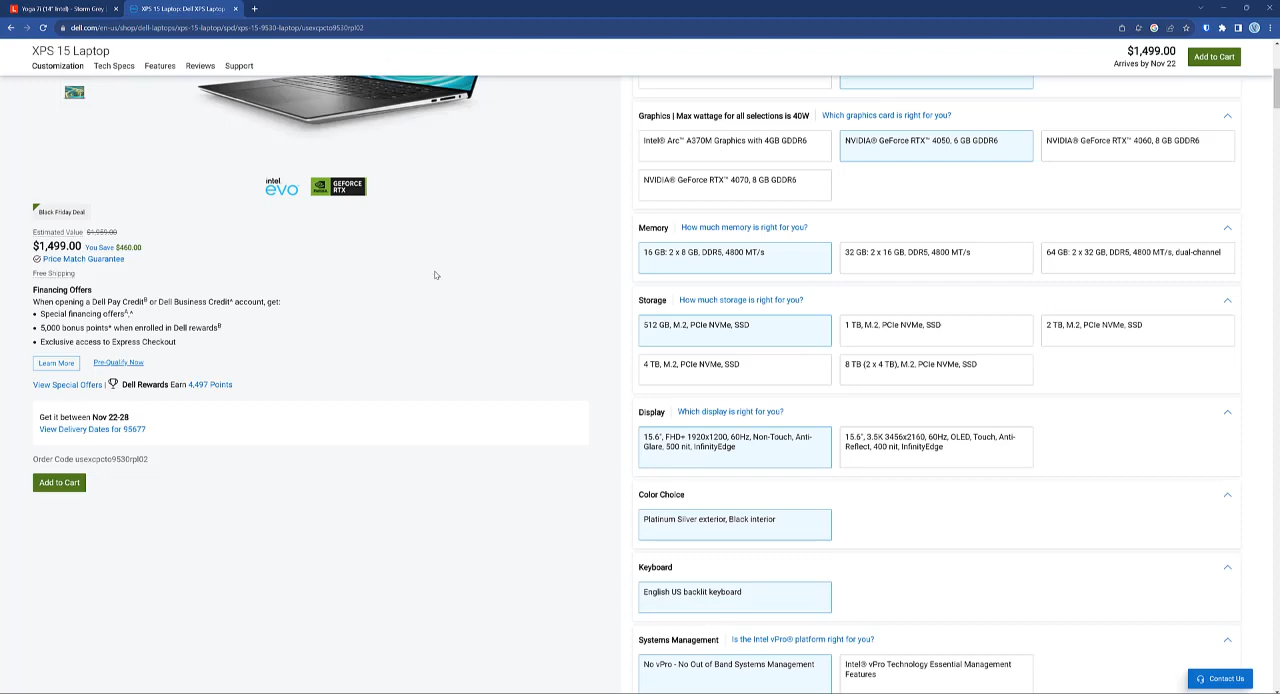 Yoga 7i (14" Intel) - Storm Grey |
XPS 15 Laptop: Dell XPS Laptop
dell.com/en-us/shop/dell-laptops/xps-15-laptop/spd/xps-15-9530-laptop/usexcpcto9530rpl02
XPS 15 Laptop
Customization Tech Specs Features Reviews Support
$1,499.00
Arrives by Nov 22
Add to Cart
intel
evo
NVIDIA
GEFORCE
RTX
Black Friday Deal
Estimated Value $1,959.00
$1,499.00 You Save $460.00
Price Match Guarantee
Free Shipping
Financing Offers
When opening a Dell Pay Credit^B or Dell Business Credit^ account, get:
• Special financing offers^A,^
• 5,000 bonus points* when enrolled in Dell rewards^B
• Exclusive access to Express Checkout
Learn More Pre-Qualify Now
View Special Offers | Dell Rewards Earn 4,497 Points
Get it between Nov 22-28
View Delivery Dates for 95677
Order Code usexcpcto9530rpl02
Add to Cart
Graphics | Max wattage for all selections is 40W Which graphics card is right for you?
Intel® Arc™ A370M Graphics with 4GB GDDR6
NVIDIA® GeForce RTX™ 4050, 6 GB GDDR6
NVIDIA® GeForce RTX™ 4060, 8 GB GDDR6
NVIDIA® GeForce RTX™ 4070, 8 GB GDDR6
Memory How much memory is right for you?
16 GB: 2 x 8 GB, DDR5, 4800 MT/s
32 GB: 2 x 16 GB, DDR5, 4800 MT/s
64 GB: 2 x 32 GB, DDR5, 4800 MT/s, dual-channel
Storage How much storage is right for you?
512 GB, M.2, PCIe NVMe, SSD
1 TB, M.2, PCIe NVMe, SSD
2 TB, M.2, PCIe NVMe, SSD
4 TB, M.2, PCIe NVMe, SSD
8 TB (2 x 4 TB), M.2, PCIe NVMe, SSD
Display Which display is right for you?
15.6", FHD+ 1920x1200, 60Hz, Non-Touch, Anti-
Glare, 500 nit, InfinityEdge
15.6", 3.5K 3456x2160, 60Hz, OLED, Touch, Anti-
Reflect, 400 nit, InfinityEdge
Color Choice
Platinum Silver exterior, Black interior
Keyboard
English US backlit keyboard
Systems Management Is the Intel vPro® platform right for you?
No vPro - No Out of Band Systems Management
Intel® vPro Technology Essential Management
Features
Contact Us